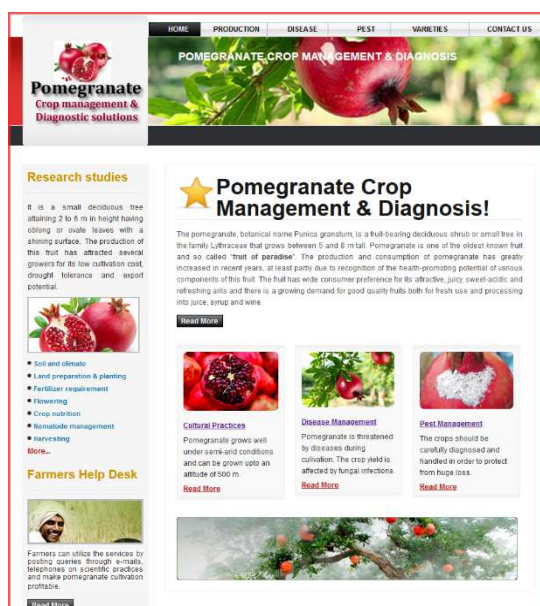 HOME PRODUCTION DISEASE PEST VARIETIES CONTACT US
POMEGRANATE CROP MANAGEMENT & DIAGNOSIS
Pomegranate
Crop management &
Diagnostic solutions
Research studies
It is a small deciduous tree
attaining 2 to 6 m in height having
oblong or ovate leaves with a
shining surface. The production of
this fruit has attracted several
growers for its low cultivation cost,
drought tolerance and export
potential.
Soil and climate
Land preparation & planting
Fertilizer requirement
Flowering
Crop nutrition
Nematode management
Harvesting
More...
Farmers Help Desk
Farmers can utilize the services by
posting queries through e-mails,
telephones on scientific practices
and make pomegranate cultivation
profitable.
Read More
Pomegranate Crop
Management & Diagnosis!
The pomegranate, botanical name Punica granatum, is a fruit-bearing deciduous shrub or small tree in
the family Lythraceae that grows between 5 and 8 m tall. Pomegranate is one of the oldest known fruit
and so called 'fruit of paradise'. The production and consumption of pomegranate has greatly
increased in recent years, at least partly due to recognition of the health-promoting potential of various
components of this fruit. The fruit has wide consumer preference for its attractive, juicy, sweet-acidic and
refreshing arils and there is a growing demand for good quality fruits both for fresh use and processing
into juice, syrup and wine.
Read More
Cultural Practices
Pomegranate grows well
under semi-arid conditions
and can be grown upto an
altitude of 500 m.
Read More
Disease Management
Pomegranate is threatened
by diseases during
cultivation. The crop yield is
affected by fungal infections.
Read More
Pest Management
The crops should be
carefully diagnosed and
handled in order to protect
from huge loss.
Read More